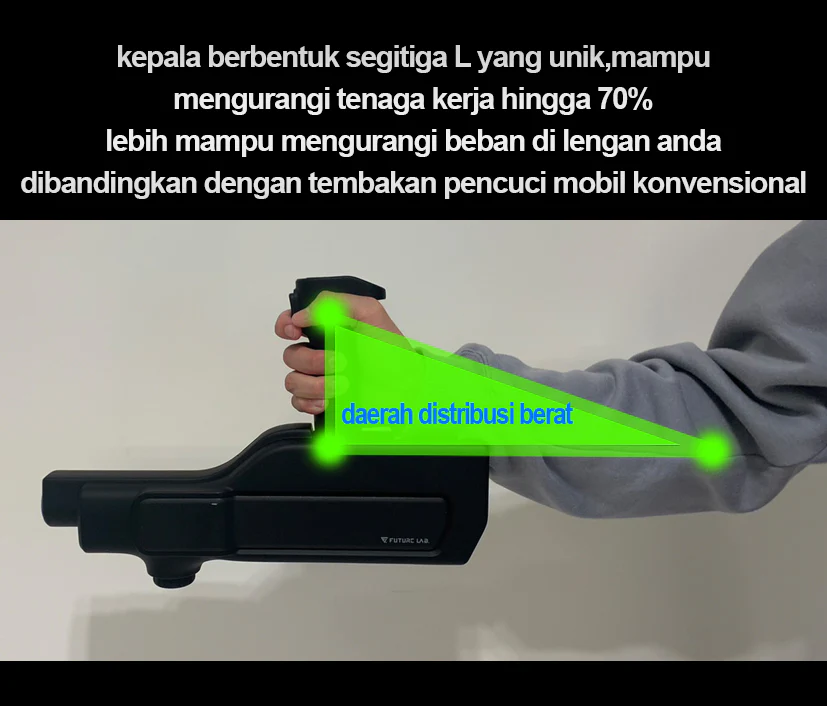 kepala berbentuk segitiga L yang unik,mampu
mengurangi tenaga kerja hingga 70%
lebih mampu mengurangi beban di lengan anda
dibandingkan dengan tembakan pencuci mobil konvensional
daerah distribusi berat
FUTURE LAB.